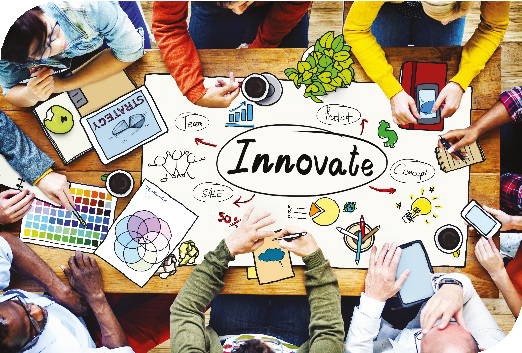 STRATEGY
Team
Product
Innovate
Concept
SALE
50%